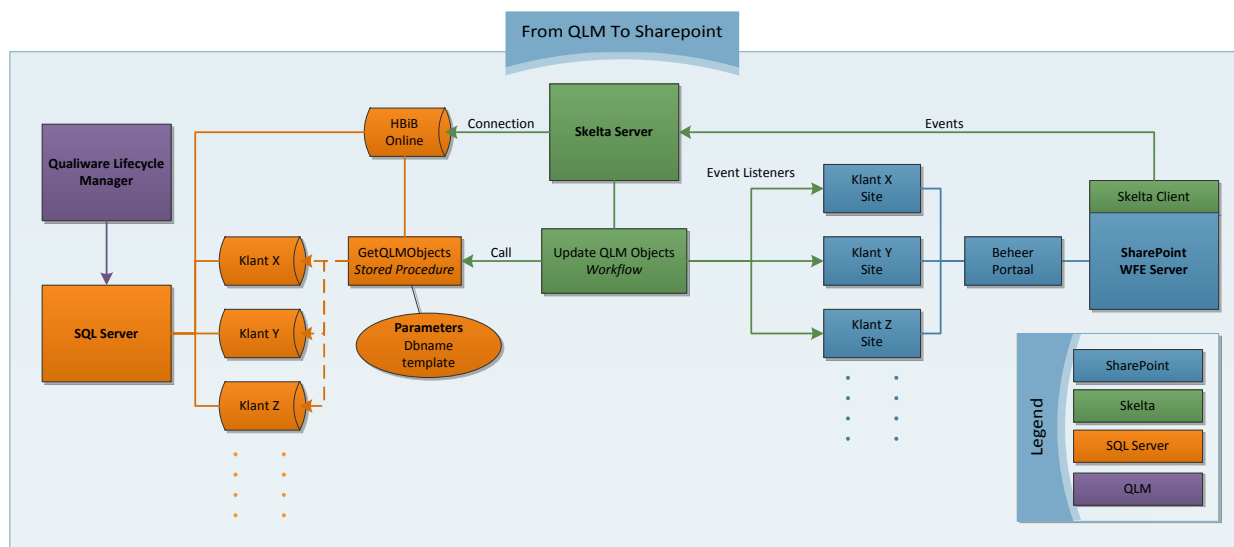 From QLM To Sharepoint
Qualiware Lifecycle
Manager
SQL Server
HBiB
Online
Klant X
Klant Y
Klant Z
GetQLMObjects
Stored Procedure
Parameters
Dbname
template
Connection
Call
Skelta Server
Update QLM Objects
Workflow
Events
Event Listeners
Klant X
Site
Klant Y
Site
Klant Z
Site
Beheer
Portaal
Skelta Client
SharePoint
WFE Server
Legend
SharePoint
Skelta
SQL Server
QLM